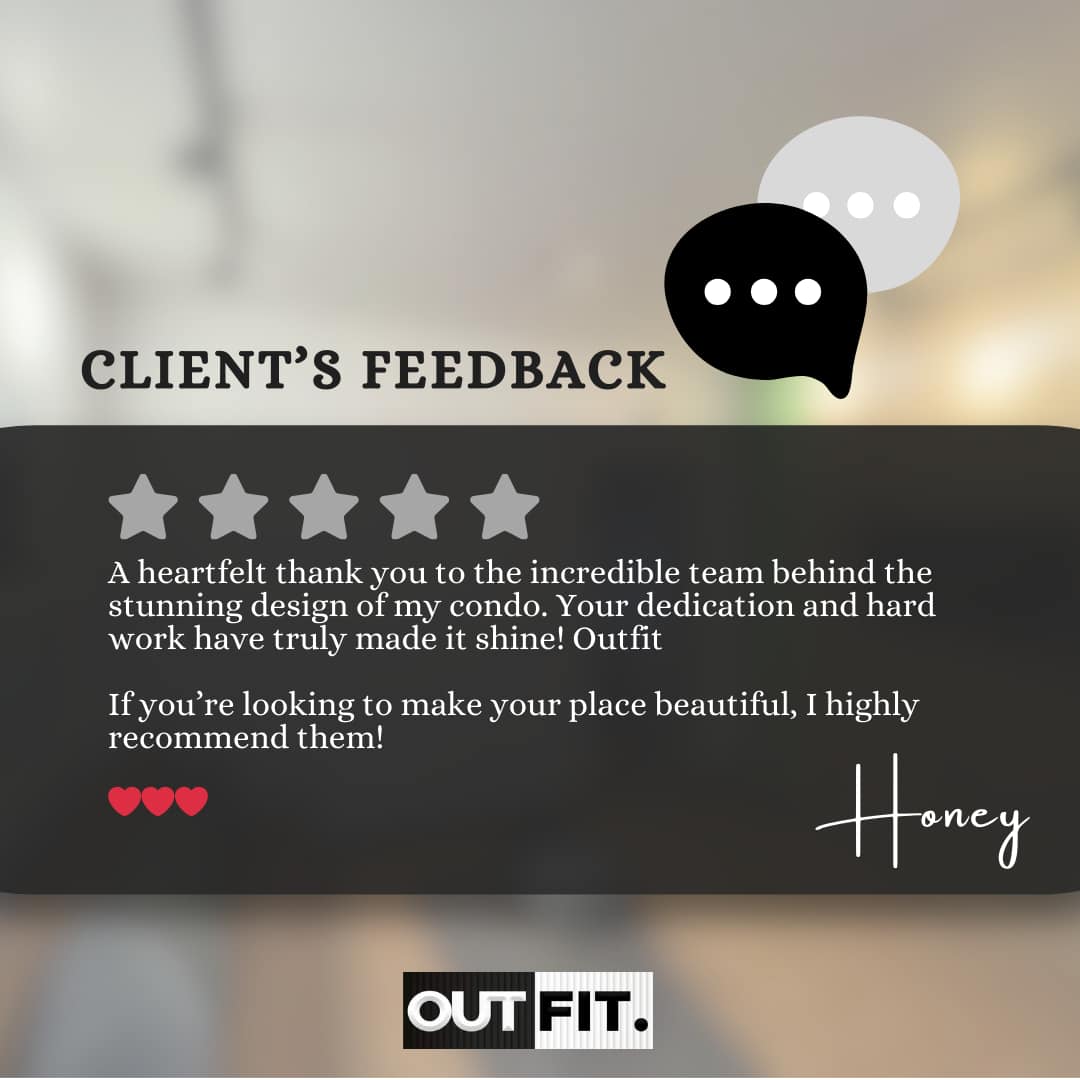 CLIENT’S FEEDBACK
A heartfelt thank you to the incredible team behind the
stunning design of my condo. Your dedication and hard
work have truly made it shine! Outfit
If you’re looking to make your place beautiful, I highly
recommend them!
❤❤❤
Honey
OUTFIT.